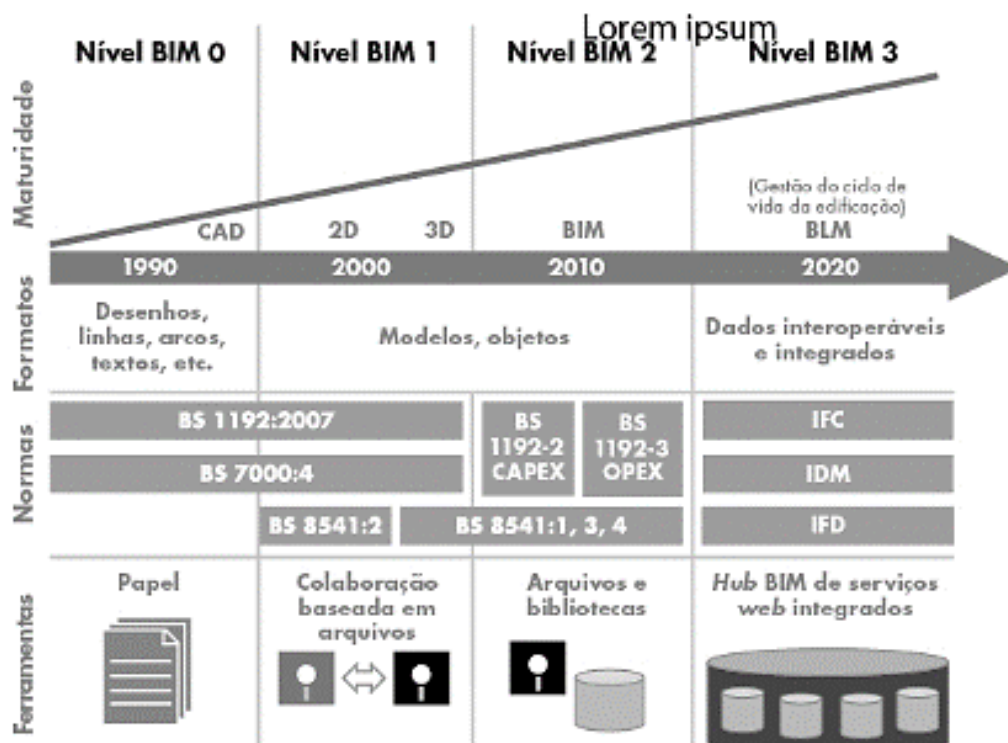 Lorem ipsum
Nível BIM 0
Nível BIM 1
Nível BIM 2
Nível BIM 3
Maturidade
(Gestão do ciclo de
vida da edificação)
CAD
2D
3D
BIM
BLM
1990
2000
2010
2020
Formatos
Desenhos,
linhas, arcos,
textos, etc.
Modelos, objetos
Dados interoperáveis
e integrados
Normas
BS 1192:2007
BS
1192-2
CAPEX
BS
1192-3
OPEX
IFC
BS 7000:4
IDM
BS 8541:2
BS 8541:1, 3, 4
IFD
Ferramentas
Papel
Colaboração
baseada em
arquivos
Arquivos e
bibliotecas
Hub BIM de serviços
web integrados